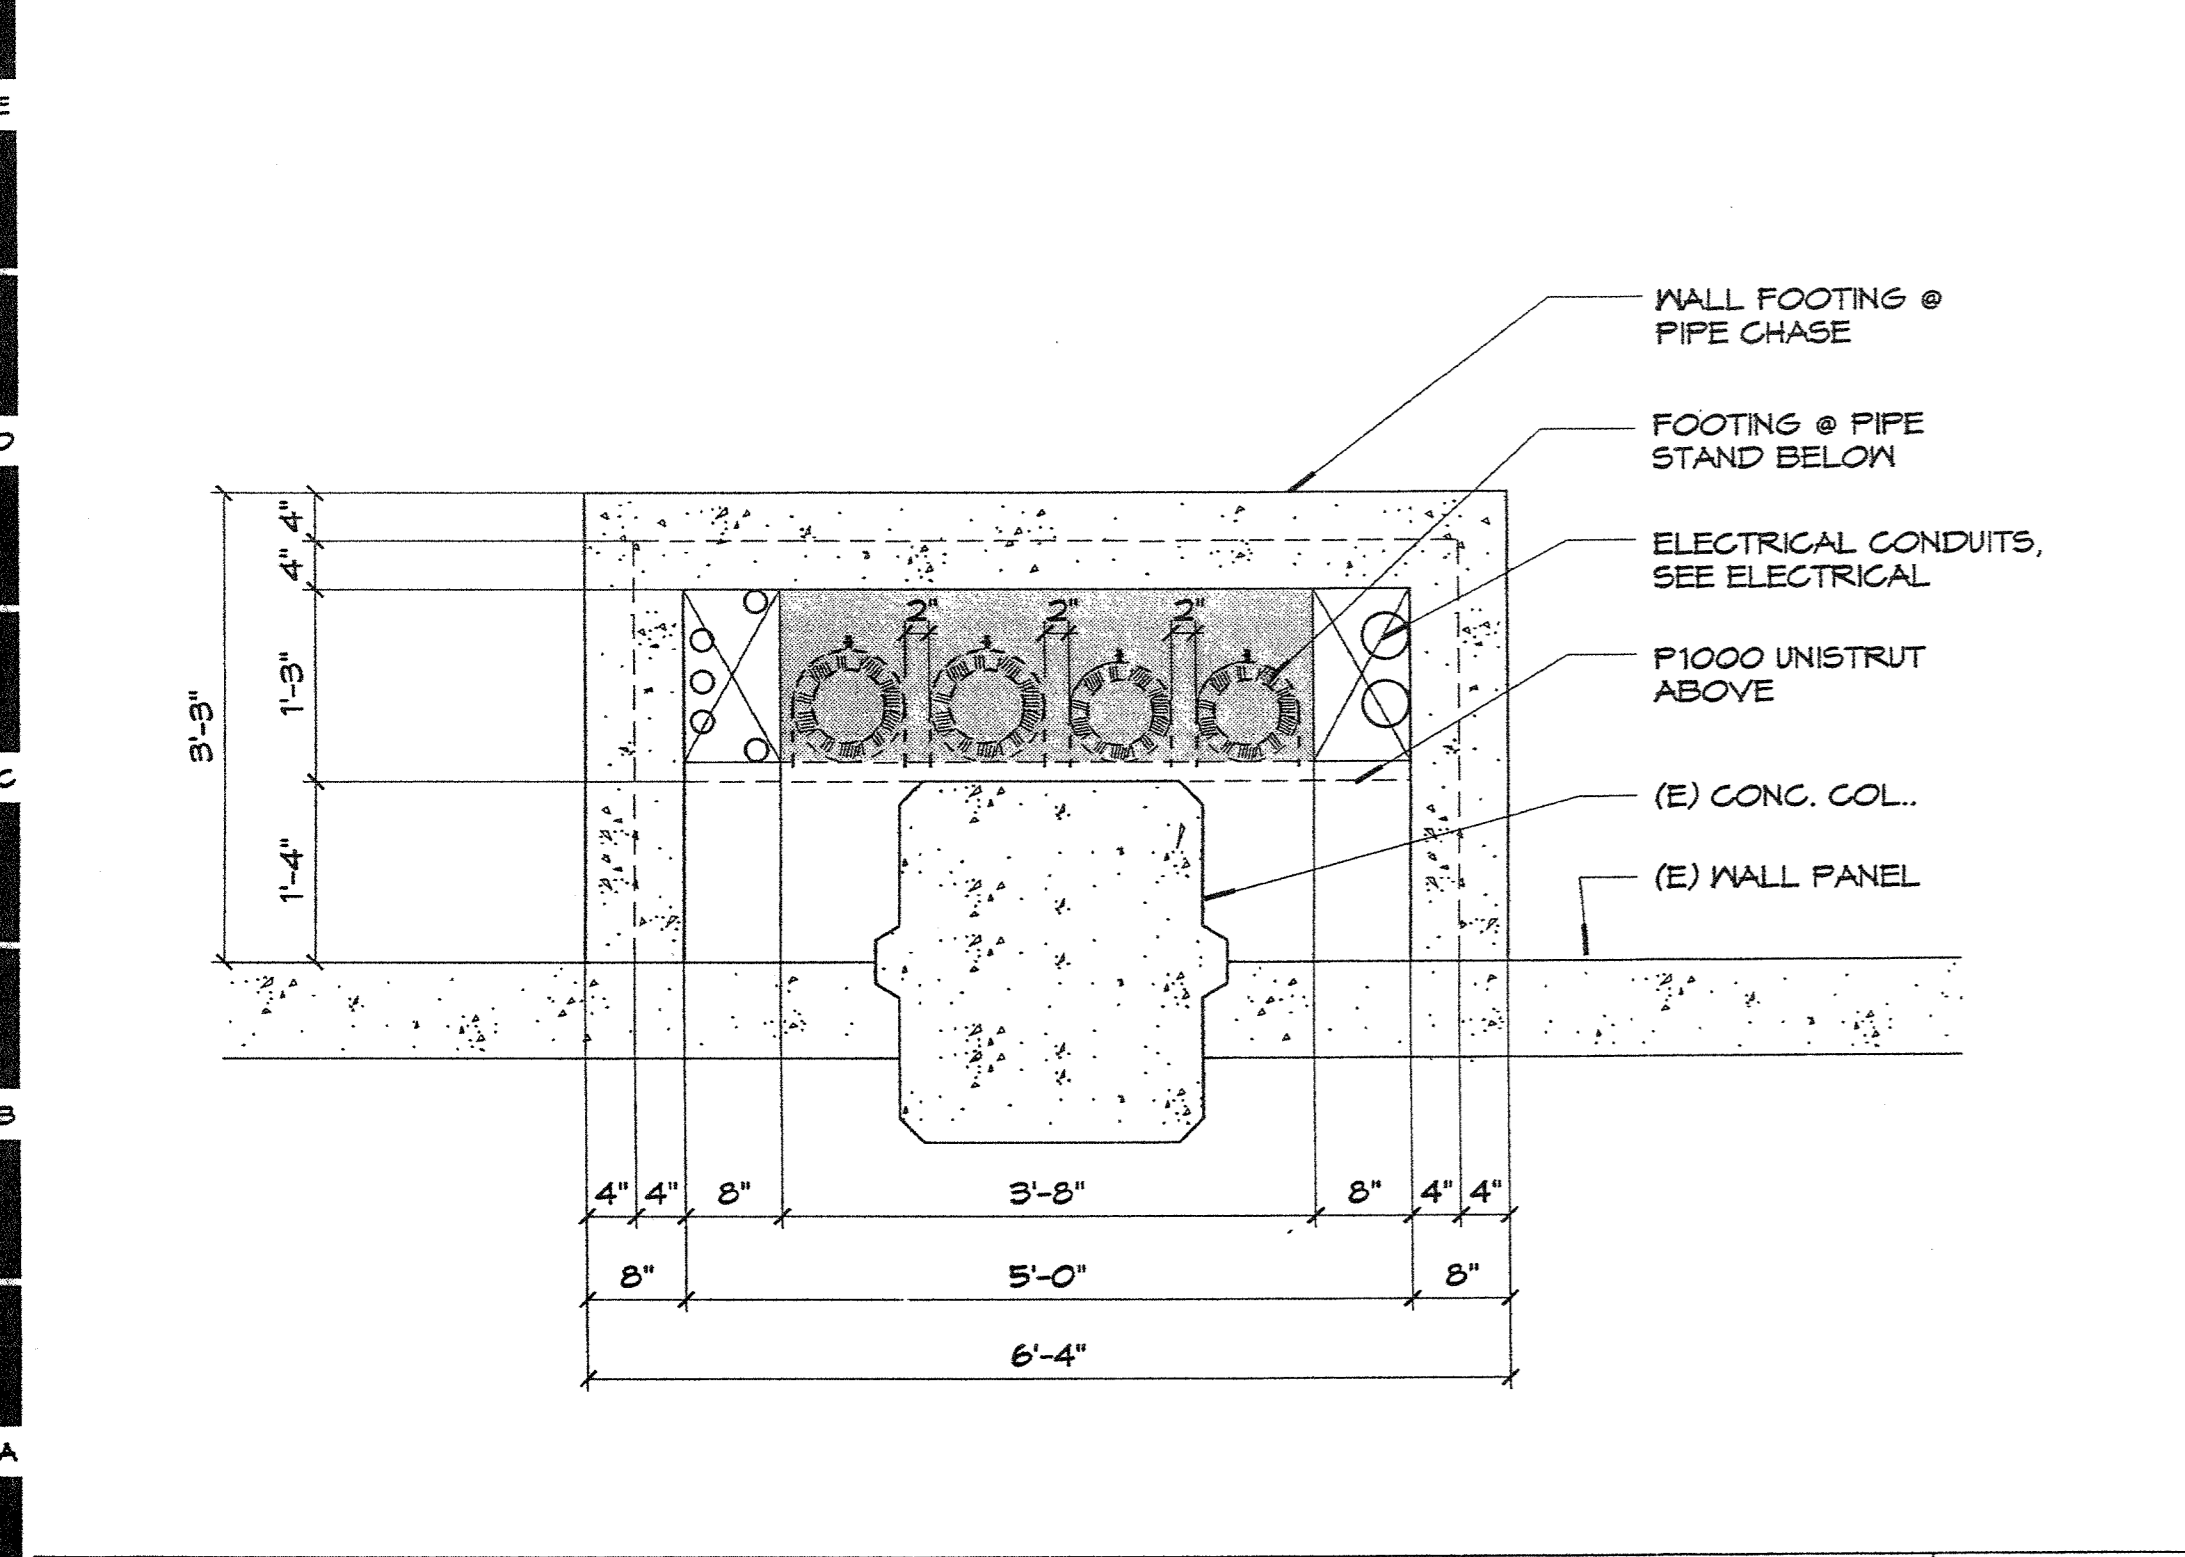 E
D
C
B
A
WALL FOOTING @
PIPE CHASE
FOOTING @ PIPE
STAND BELOW
ELECTRICAL CONDUITS,
SEE ELECTRICAL
P1000 UNISTRUT
ABOVE
(E) CONC. COL..
(E) WALL PANEL
4"
4"
1'-3"
3'-3"
1'-4"
2" 2" 2"
4" 4" 8" 3'-8" 8" 4" 4"
8" 5'-0" 8"
6'-4"